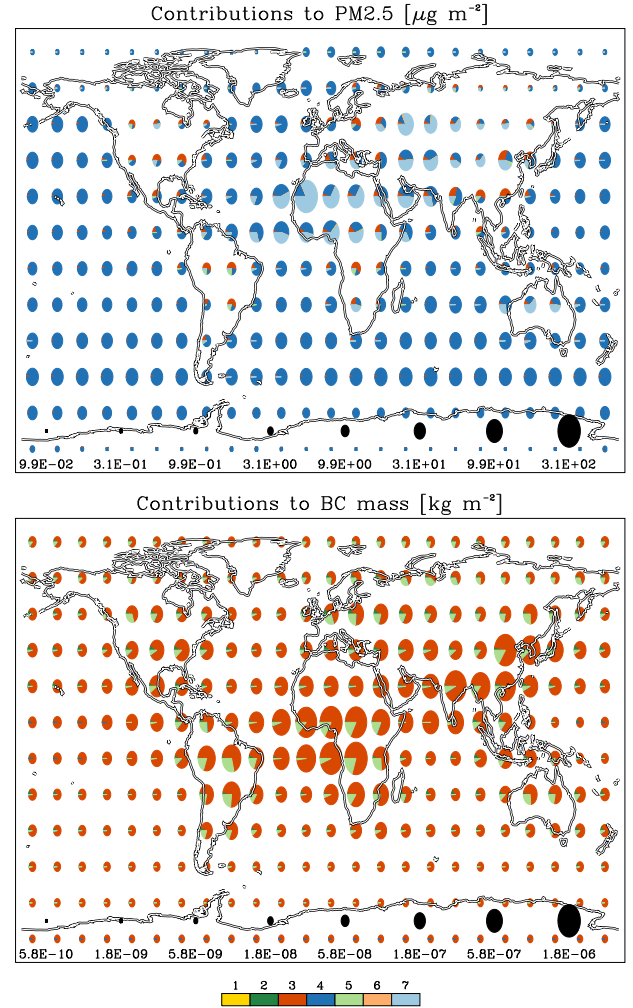 Contributions to PM2.5 [μg m⁻²]
9.9E-02 3.1E-01 9.9E-01 3.1E+00 9.9E+00 3.1E+01 9.9E+01 3.1E+02
Contributions to BC mass [kg m⁻²]
5.8E-10 1.8E-09 5.8E-09 1.8E-08 5.8E-08 1.8E-07 5.8E-07 1.8E-06
1 2 3 4 5 6 7